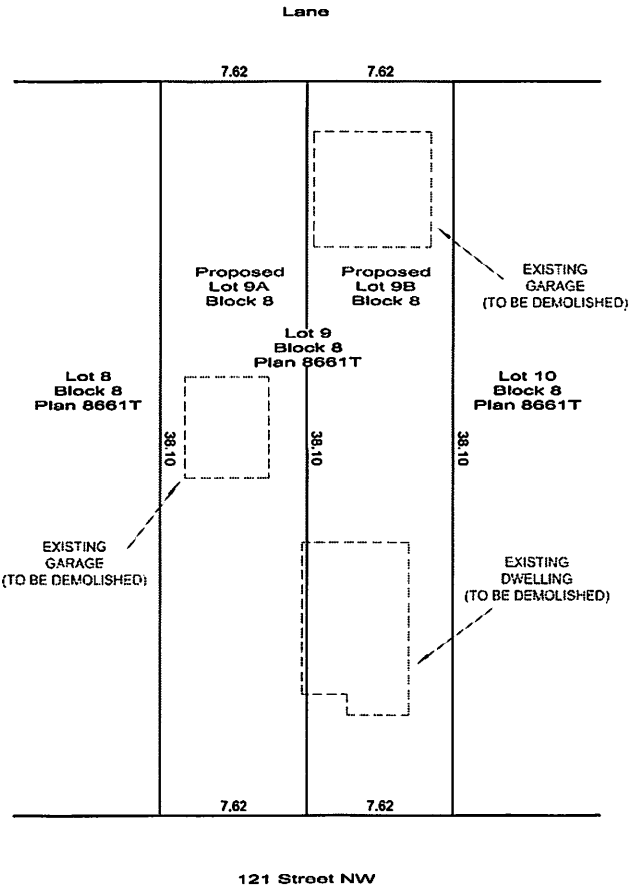 Lane
7.62
7.62
EXISTING
GARAGE
(TO BE DEMOLISHED)
Proposed
Lot 9A
Block 8
Proposed
Lot 9B
Block 8
Lot 9
Block 8
Plan 8661T
Lot 8
Block 8
Plan 8661T
Lot 10
Block 8
Plan 8661T
38.10
38.10
38.10
EXISTING
GARAGE
(TO BE DEMOLISHED)
EXISTING
DWELLING
(TO BE DEMOLISHED)
7.62
7.62
121 Street NW